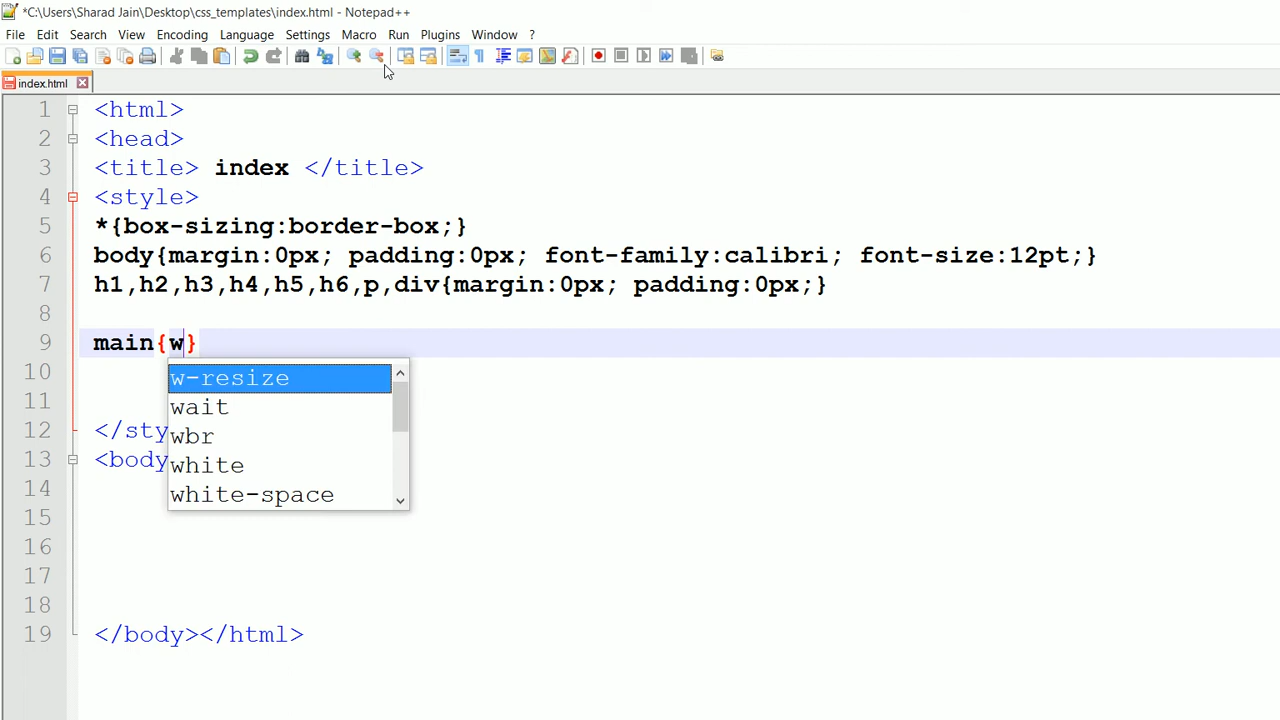 *C:\Users\Sharad Jain\Desktop\css_templates\index.html - Notepad++
File Edit Search View Encoding Language Settings Macro Run Plugins Window ?
index.html
1 <html>
2 <head>
3 <title> index </title>
4 <style>
5 *{box-sizing:border-box;}
6 body{margin:0px; padding:0px; font-family:calibri; font-size:12pt;}
7 h1,h2,h3,h4,h5,h6,p,div{margin:0px; padding:0px;}
8
9 main{w}
w-resize
10
wait
11
12 </sty
wbr
13 <body
white
14
white-space
15
16
17
18
19 </body></html>